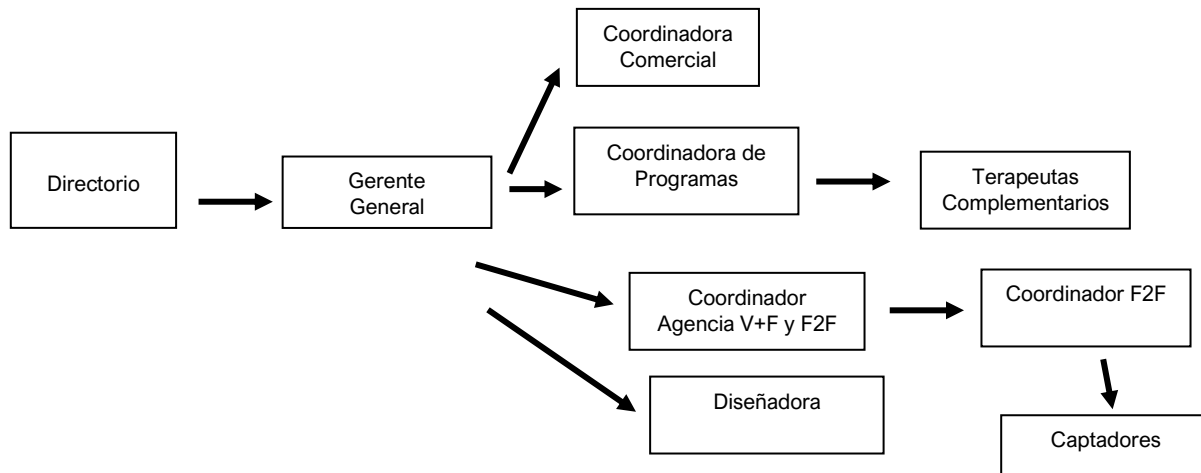 Coordinadora
Comercial
Directorio
Gerente
General
Coordinadora de
Programas
Terapeutas
Complementarios
Coordinador
Agencia V+F y F2F
Coordinador F2F
Diseñadora
Captadores